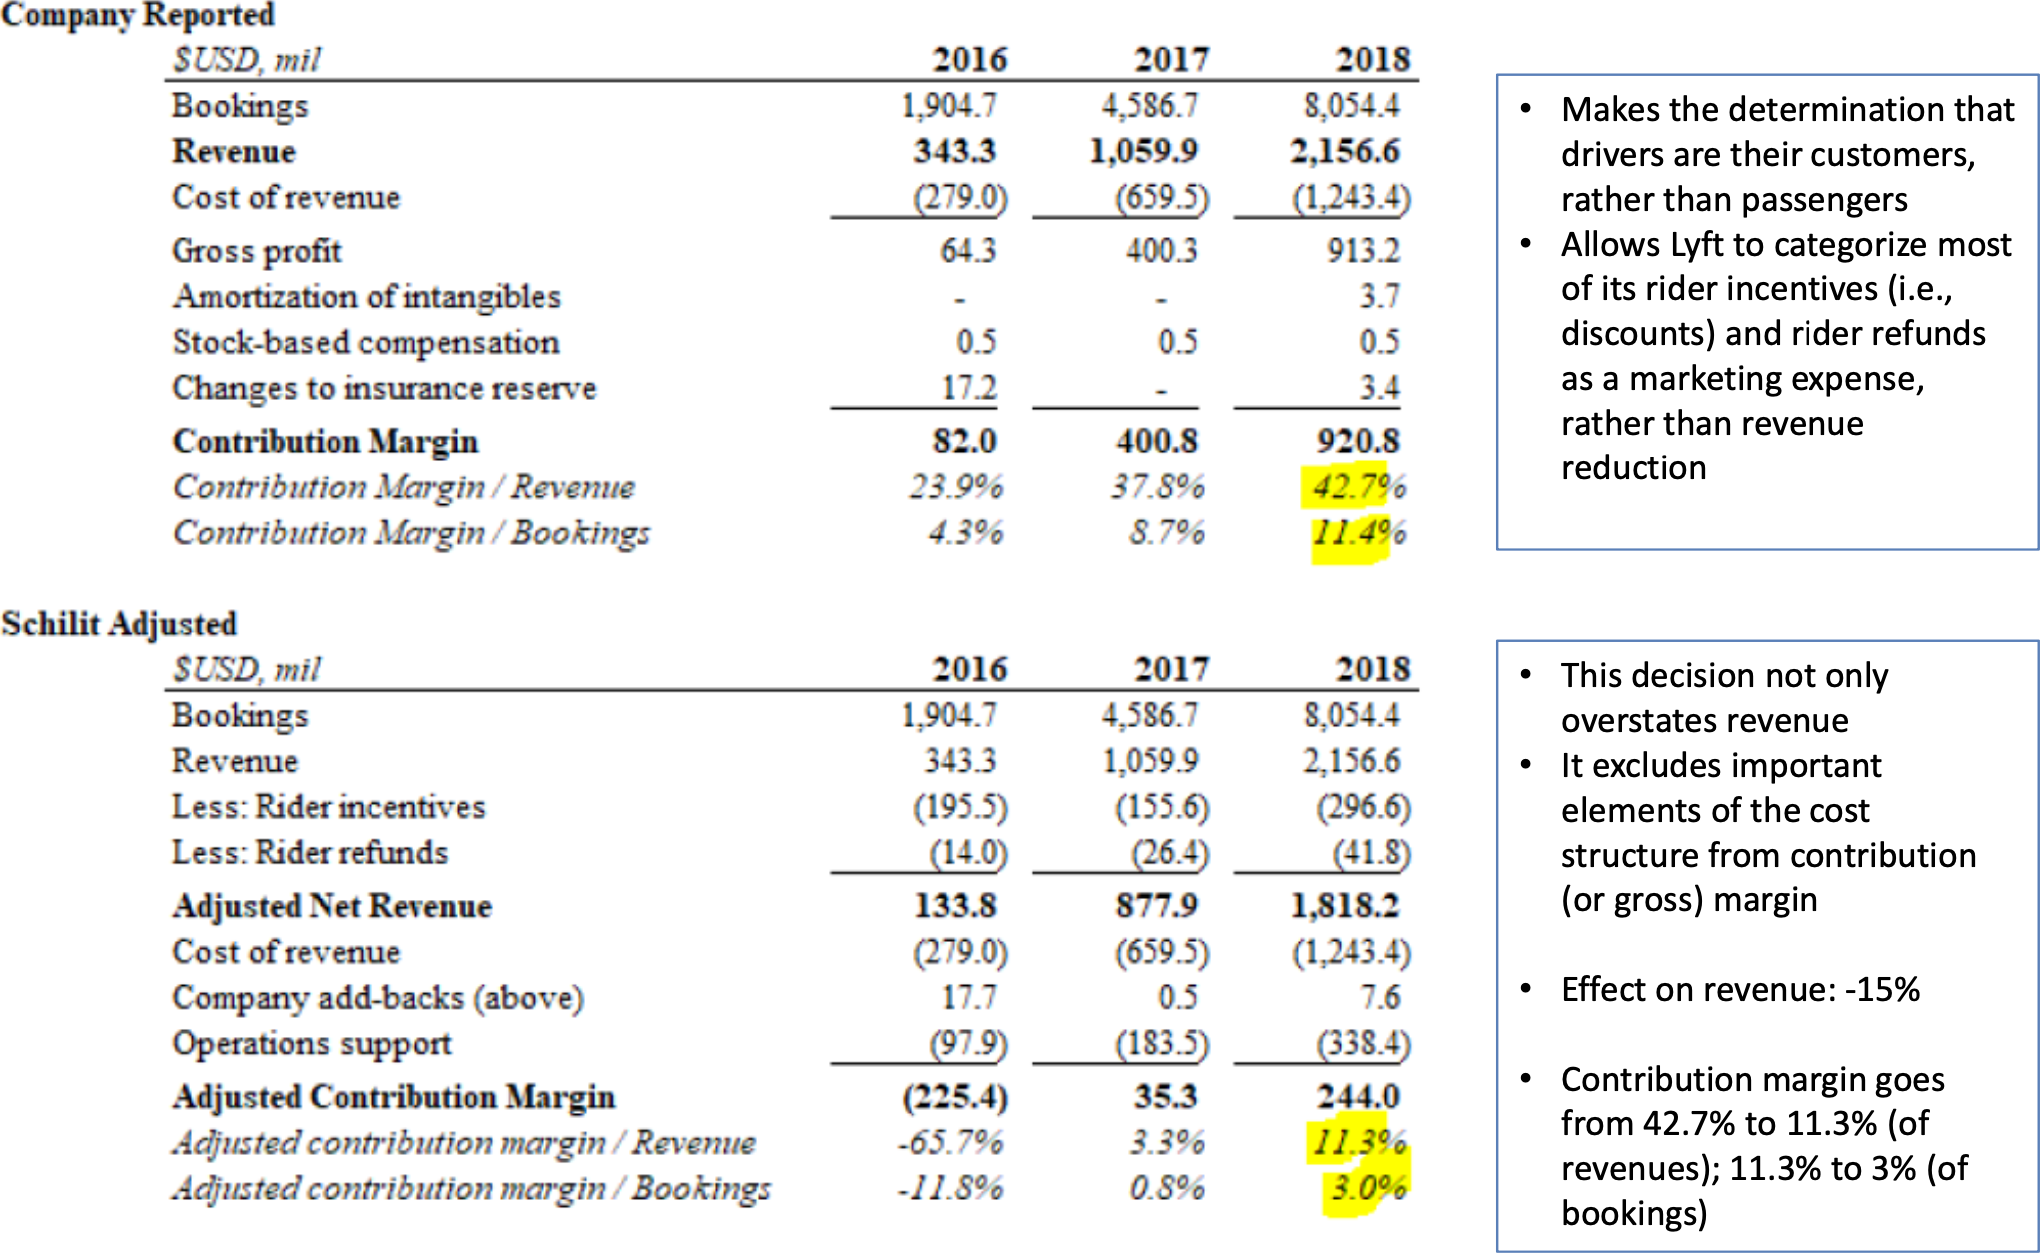 Company Reported
$USD, mil 2016 2017 2018
Bookings 1,904.7 4,586.7 8,054.4
Revenue 343.3 1,059.9 2,156.6
Cost of revenue (279.0) (659.5) (1,243.4)
Gross profit 64.3 400.3 913.2
Amortization of intangibles - - 3.7
Stock-based compensation 0.5 0.5 0.5
Changes to insurance reserve 17.2 - 3.4
Contribution Margin 82.0 400.8 920.8
Contribution Margin / Revenue 23.9% 37.8% 42.7%
Contribution Margin / Bookings 4.3% 8.7% 11.4%
• Makes the determination that
drivers are their customers,
rather than passengers
• Allows Lyft to categorize most
of its rider incentives (i.e.,
discounts) and rider refunds
as a marketing expense,
rather than revenue
reduction
Schilit Adjusted
$USD, mil 2016 2017 2018
Bookings 1,904.7 4,586.7 8,054.4
Revenue 343.3 1,059.9 2,156.6
Less: Rider incentives (195.5) (155.6) (296.6)
Less: Rider refunds (14.0) (26.4) (41.8)
Adjusted Net Revenue 133.8 877.9 1,818.2
Cost of revenue (279.0) (659.5) (1,243.4)
Company add-backs (above) 17.7 0.5 7.6
Operations support (97.9) (183.5) (338.4)
Adjusted Contribution Margin (225.4) 35.3 244.0
Adjusted contribution margin / Revenue -65.7% 3.3% 11.3%
Adjusted contribution margin / Bookings -11.8% 0.8% 3.0%
• This decision not only
overstates revenue
• It excludes important
elements of the cost
structure from contribution
(or gross) margin
• Effect on revenue: -15%
• Contribution margin goes
from 42.7% to 11.3% (of
revenues); 11.3% to 3% (of
bookings)